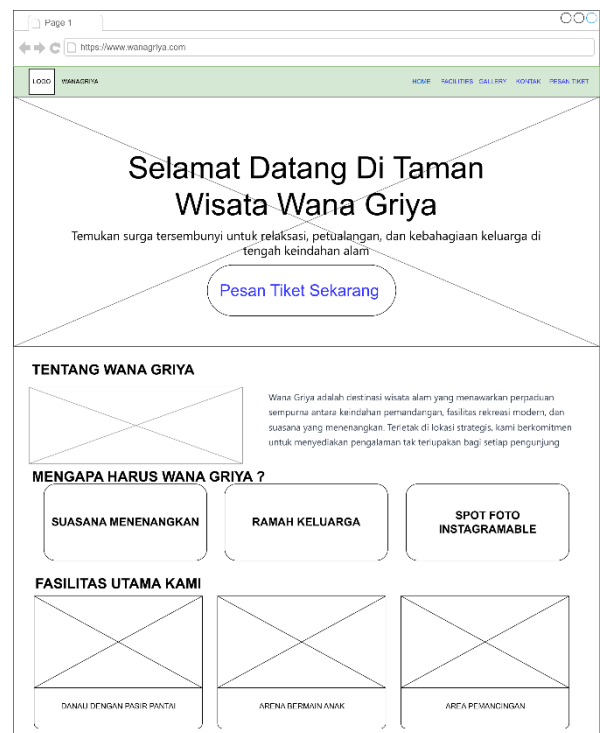 Page 1
https://www.wanagriya.com
LOGO WANAGRIYA HOME FACILITIES GALLERY KONTAK PESAN TIKET
Selamat Datang Di Taman
Wisata Wana Griya
Temukan surga tersembunyi untuk relaksasi, petualangan, dan kebahagiaan keluarga di
tengah keindahan alam
Pesan Tiket Sekarang
TENTANG WANA GRIYA
Wana Griya adalah destinasi wisata alam yang menawarkan perpaduan
sempurna antara keindahan pemandangan, fasilitas rekreasi modern, dan
suasana yang menenangkan. Terletak di lokasi strategis, kami berkomitmen
untuk menyediakan pengalaman tak terlupakan bagi setiap pengunjung
MENGAPA HARUS WANA GRIYA ?
SUASANA MENENANGKAN
RAMAH KELUARGA
SPOT FOTO
INSTAGRAMABLE
FASILITAS UTAMA KAMI
DANAU DENGAN PASIR PANTAI
ARENA BERMAIN ANAK
AREA PEMANCINGAN